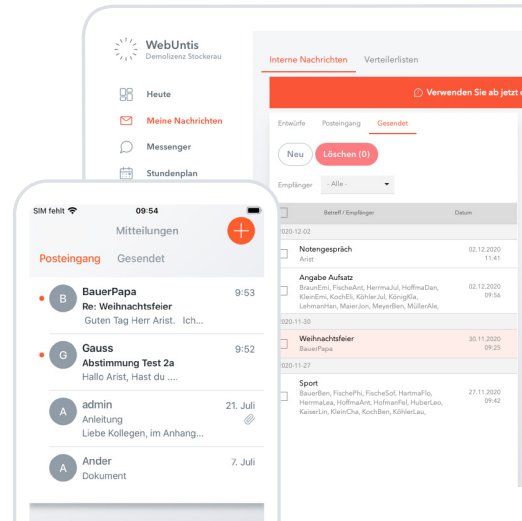 WebUntis
Demolizenz Stockerau
Heute
Meine Nachrichten
Messenger
Stundenplan
Interne Nachrichten Verteilerlisten
Verwenden Sie ab jetzt
Entwürfe Posteingang Gesendet
Neu Löschen (0)
Empfänger - Alle -
Betreff / Empfänger Datum
2020-12-02
Notengespräch 02.12.2020
Arist 11:41
Angabe Aufsatz
BraunEmi, FischeAnt, HerrmaJul, HoffmaDan, 02.12.2020
KleinEmi, KochEli, KöhlerJul, KönigKla, 09:56
LehmanHan, MaierJon, MeyerBen, MüllerAle,
2020-11-30
Weihnachtsfeier 30.11.2020
BauerPapa 09:25
2020-11-27
Sport
BauerBen, FischePhi, FischeSof, HartmaFlo, 27.11.2020
HerrmaLea, HoffmaAnt, HofmanFel, HuberLeo, 09:42
KaiserLin, KleinCha, KochBen, KöhlerLau,
SIM fehlt 09:54
Mitteilungen
Posteingang Gesendet
B BauerPapa 9:53
Re: Weihnachtsfeier
Guten Tag Herr Arist. Ich...
G Gauss 9:52
Abstimmung Test 2a
Hallo Arist, Hast du ....
A admin 21. Juli
Anleitung
Liebe Kollegen, im Anhang...
A Ander 7. Juli
Dokument